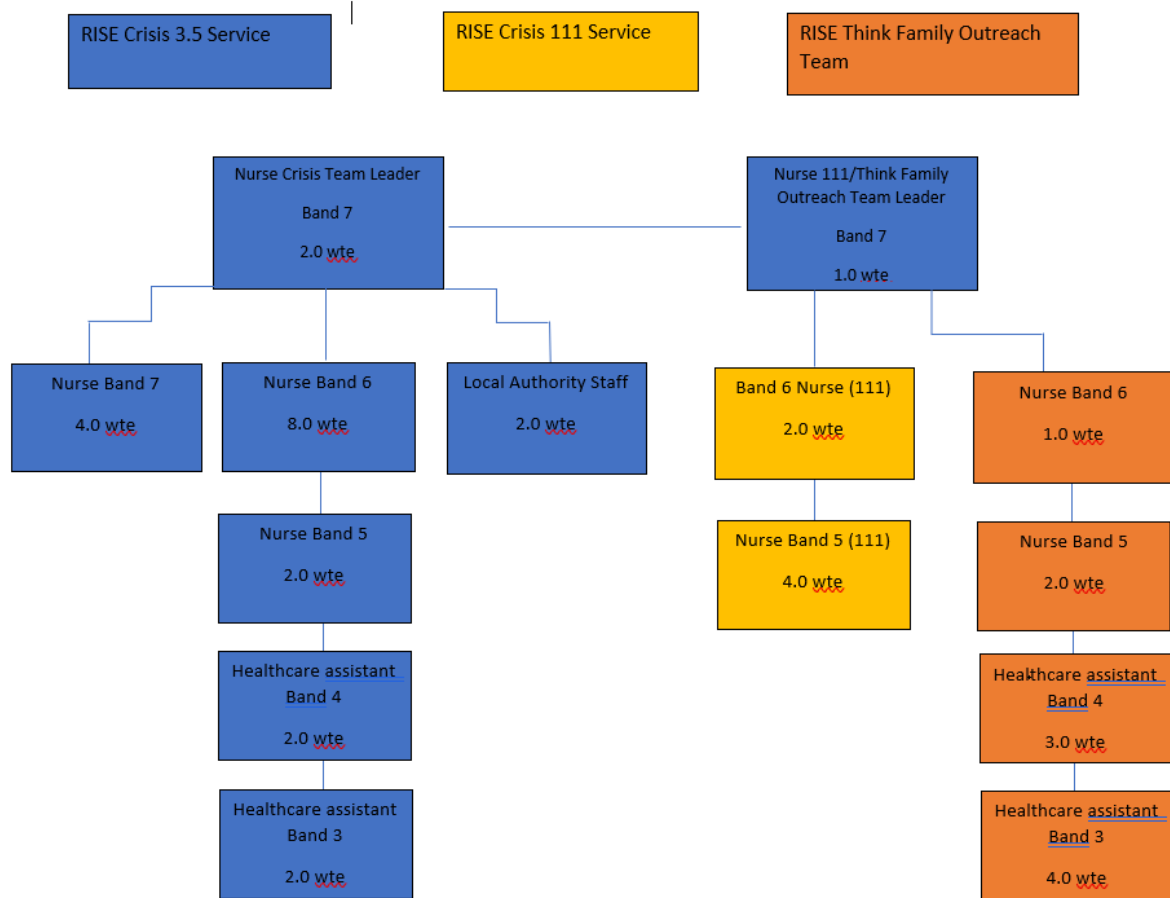 RISE Crisis 3.5 Service
RISE Crisis 111 Service
RISE Think Family Outreach
Team
Nurse Crisis Team Leader
Band 7
2.0 wte
Nurse 111/Think Family
Outreach Team Leader
Band 7
1.0 wte
Nurse Band 7
4.0 wte
Nurse Band 6
8.0 wte
Local Authority Staff
2.0 wte
Band 6 Nurse (111)
2.0 wte
Nurse Band 6
1.0 wte
Nurse Band 5
2.0 wte
Nurse Band 5 (111)
4.0 wte
Nurse Band 5
2.0 wte
Healthcare assistant
Band 4
2.0 wte
Healthcare assistant
Band 4
3.0 wte
Healthcare assistant
Band 3
2.0 wte
Healthcare assistant
Band 3
4.0 wte